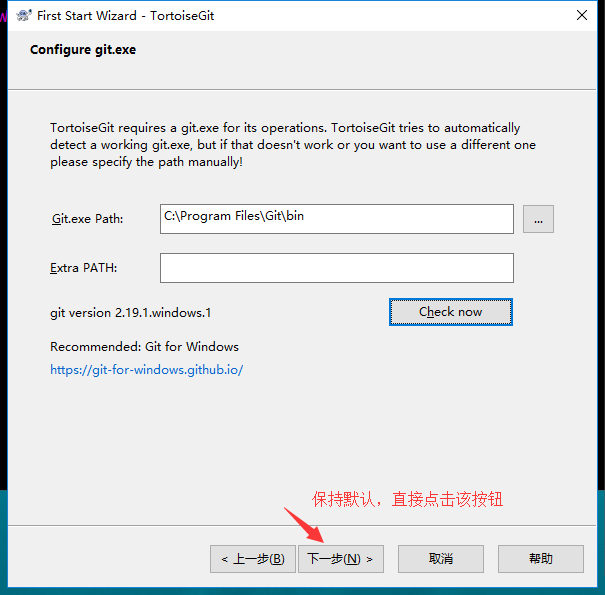 First Start Wizard - TortoiseGit
Configure git.exe
TortoiseGit requires a git.exe for its operations. TortoiseGit tries to automatically
detect a working git.exe, but if that doesn't work or you want to use a different one
please specify the path manually!
Git.exe Path:
C:\Program Files\Git\bin
...
Extra PATH:
git version 2.19.1.windows.1
Check now
Recommended: Git for Windows
https://git-for-windows.github.io/
保持默认，直接点击该按钮
< 上一步(B)
下一步(N) >
取消
帮助